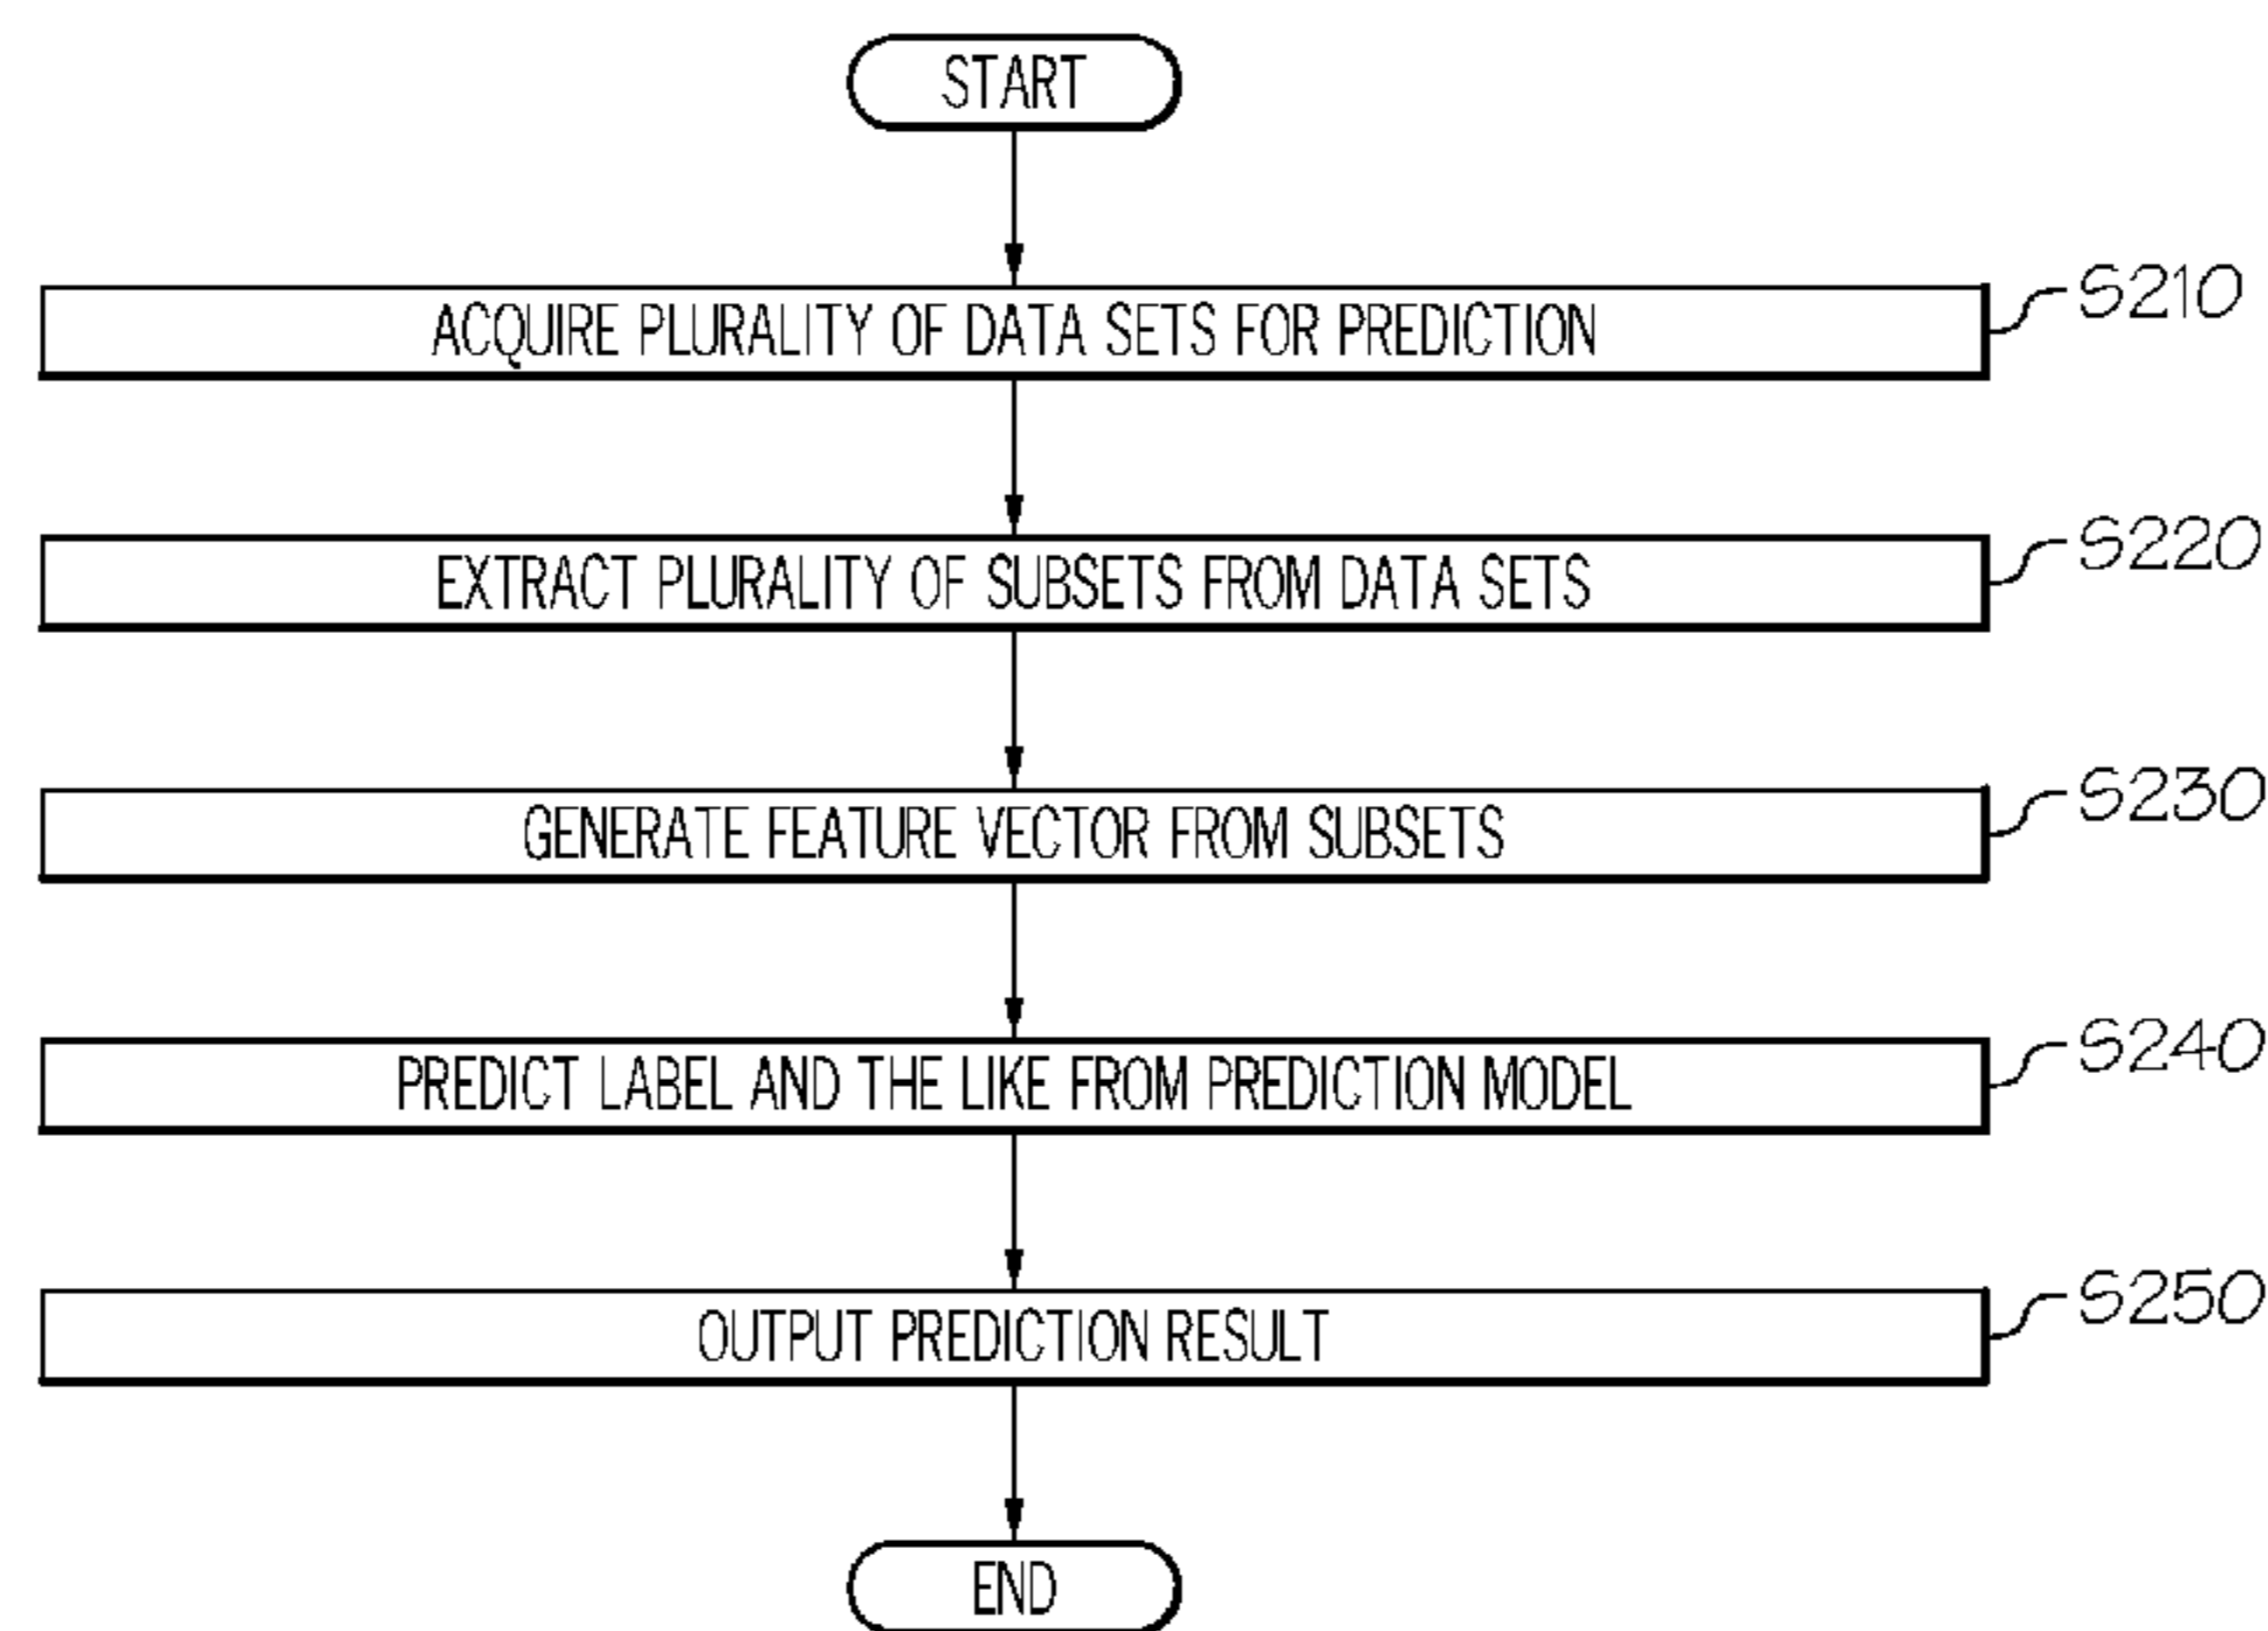 START
ACQUIRE PLURALITY OF DATA SETS FOR PREDICTION
S210
EXTRACT PLURALITY OF SUBSETS FROM DATA SETS
S220
GENERATE FEATURE VECTOR FROM SUBSETS
S230
PREDICT LABEL AND THE LIKE FROM PREDICTION MODEL
S240
OUTPUT PREDICTION RESULT
S250
END